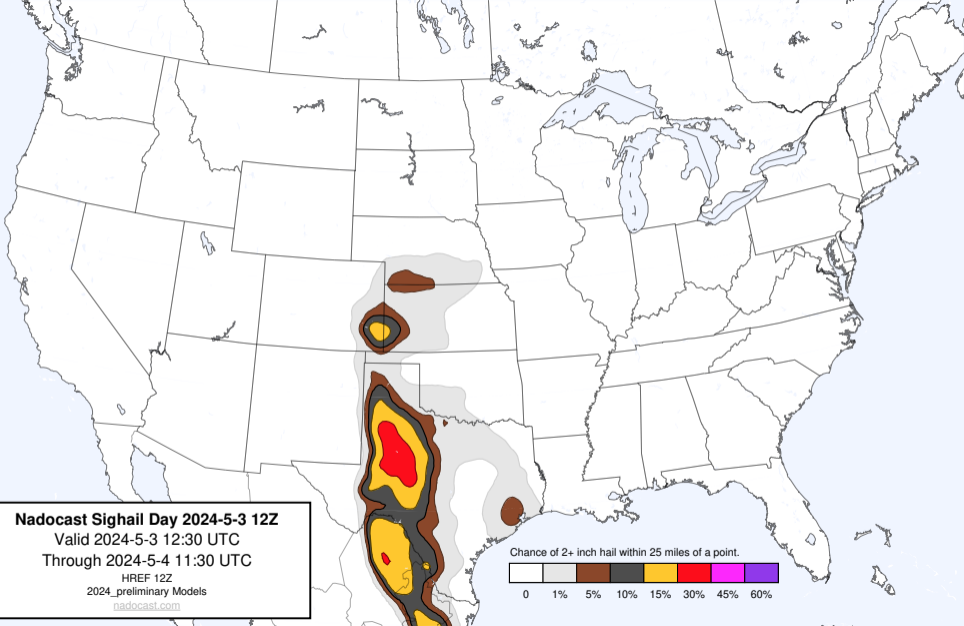 Nadocast Sighail Day 2024-5-3 12Z
Valid 2024-5-3 12:30 UTC
Through 2024-5-4 11:30 UTC
HREF 12Z
2024_preliminary Models
nadocast.com
Chance of 2+ inch hail within 25 miles of a point.
0 1% 5% 10% 15% 30% 45% 60%